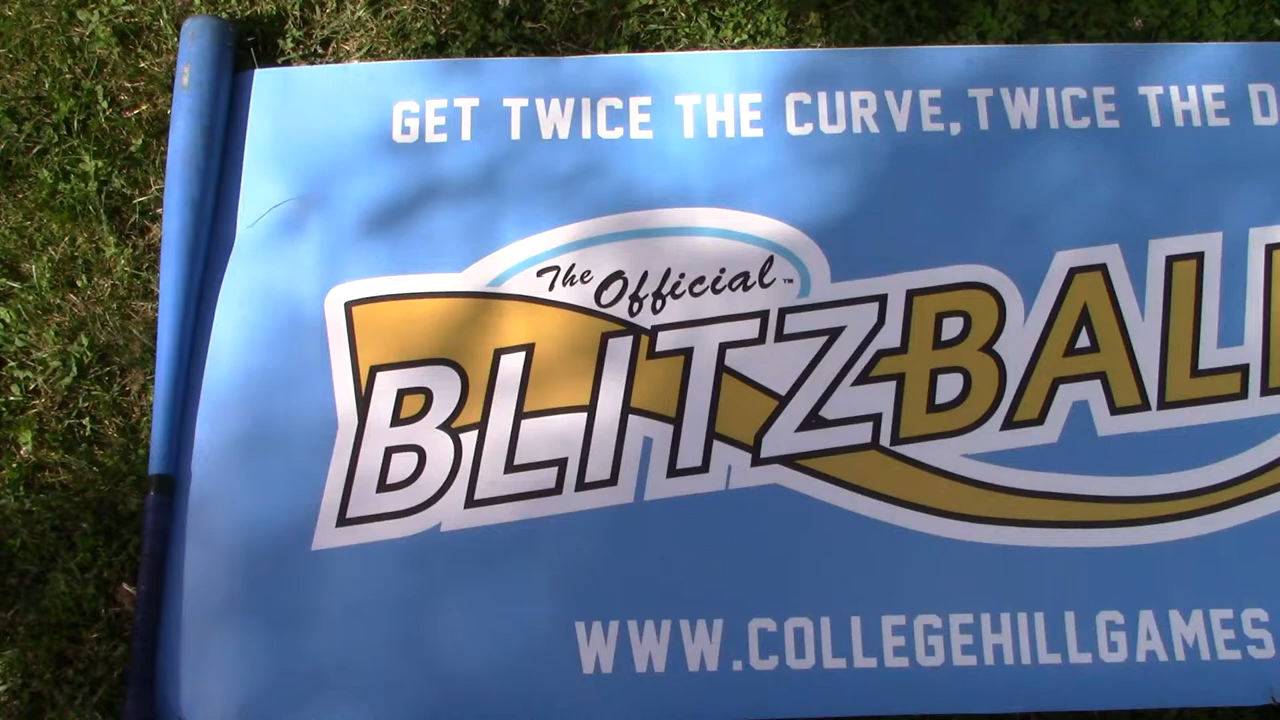 GET TWICE THE CURVE, TWICE THE D
The Official™
BLITZBALL
WWW.COLLEGEHILLGAMES